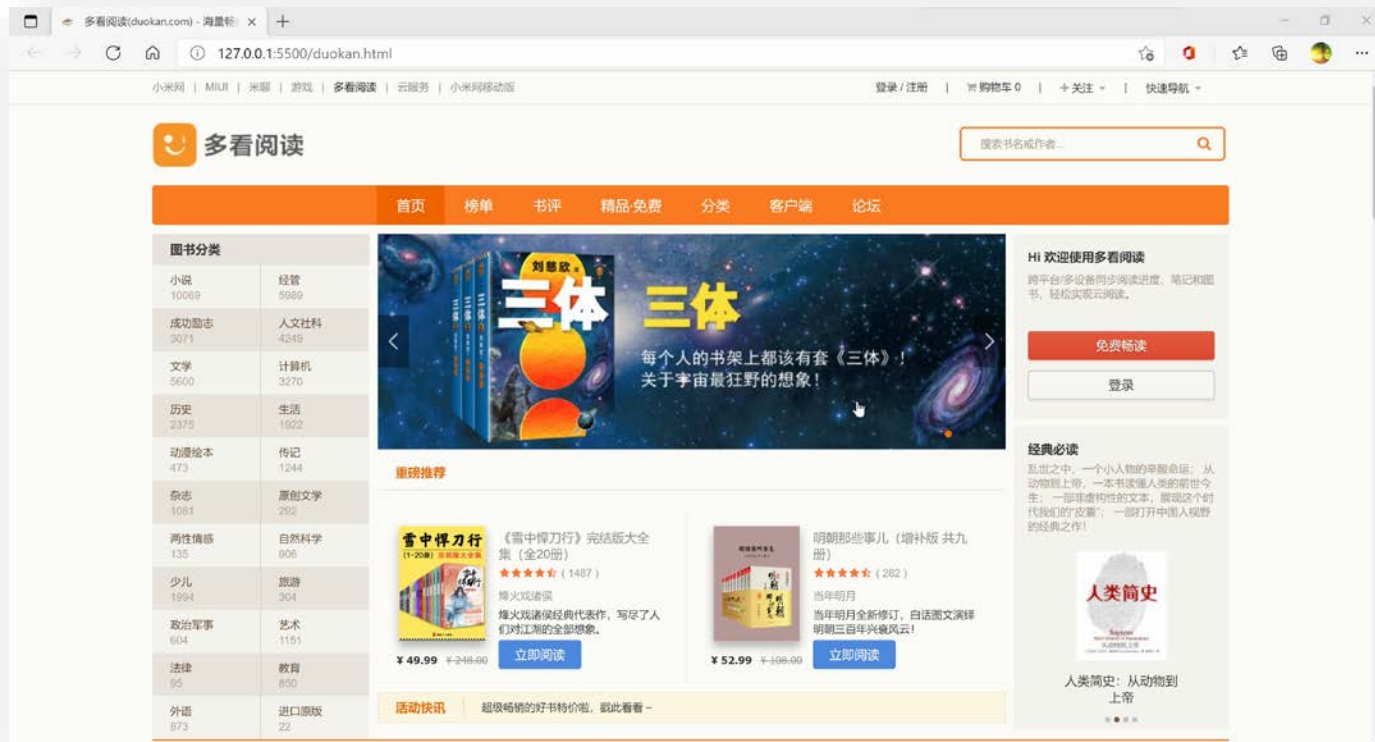 多看阅读(duokan.com) - 海量畅
127.0.0.1:5500/duokan.html
小米网 | MIUI | 米聊 | 游戏 | 多看阅读 | 云服务 | 小米网移动版
登录 / 注册 | 购物车 0 | +关注 | 快速导航
多看阅读
搜索书名或作者...
首页 榜单 书评 精品·免费 分类 客户端 论坛
图书分类
小说 经管
10069 5989
成功励志 人文社科
3071 4249
文学 计算机
5600 3270
历史 生活
2375 1922
动漫绘本 传记
473 1244
杂志 原创文学
1081 292
两性情感 自然科学
135 906
少儿 旅游
1994 304
政治军事 艺术
604 1151
法律 教育
95 850
外语 进口原版
873 22
刘慈欣
三体
三体
每个人的书架上都该有套《三体》!
关于宇宙最狂野的想象!
重磅推荐
雪中悍刀行
(1-20册) 完结版大全集
《雪中悍刀行》完结版大全
集(全20册)
( 1487 )
烽火戏诸侯
烽火戏诸侯经典代表作,写尽了人
们对江湖的全部想象。
¥ 49.99 ¥ 248.00 立即阅读
明朝那些事儿(增补版 共九
册)
( 262 )
当年明月
当年明月全新修订,白话图文演绎
明朝三百年兴衰风云!
¥ 52.99 ¥ 108.00 立即阅读
活动快讯 超级畅销的好书特价啦,戳此看看~
Hi 欢迎使用多看阅读
跨平台/多设备同步阅读进度、笔记和图
书、轻松实现云阅读。
免费畅读
登录
经典必读
乱世之中,一个小人物的辛酸命运; 从
动物到上帝,一本书读懂人类的前世今
生; 一部非虚构性的文本,展现这个时
代我们的“皮囊”; 一部打开中国人视野
的经典之作!
人类简史
Sapiens
从动物到上帝
人类简史:从动物到
上帝